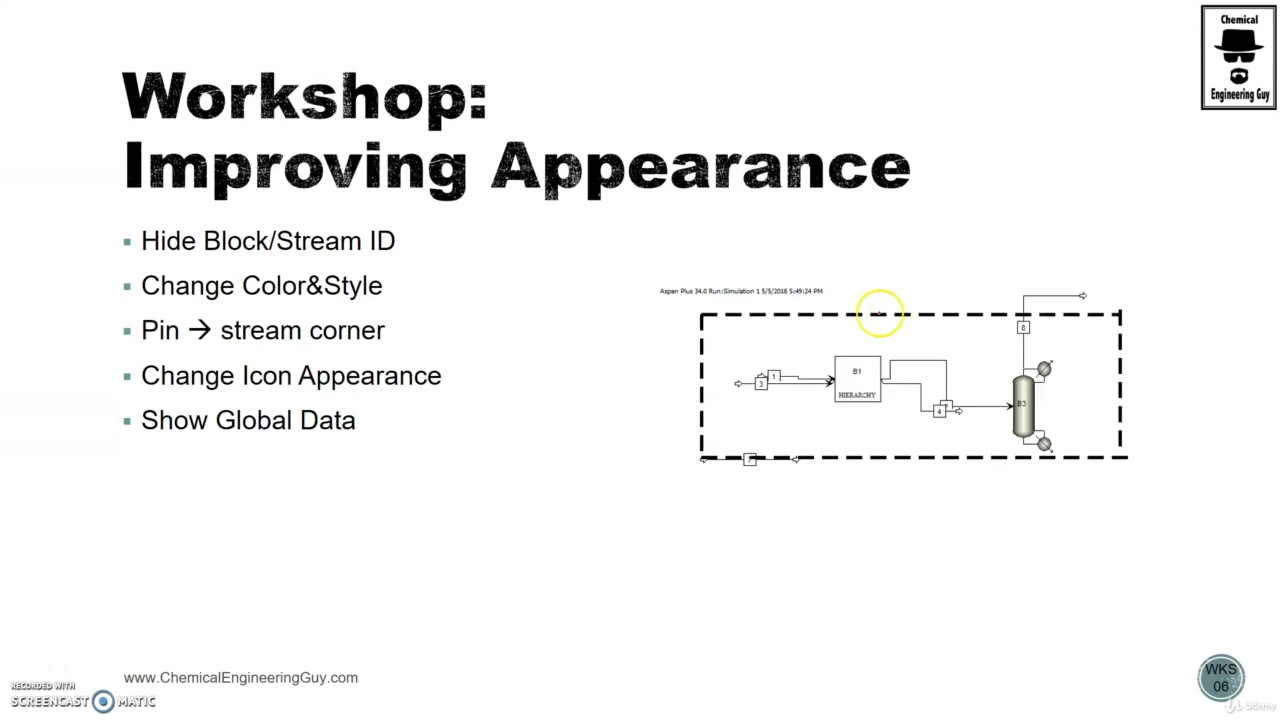 Chemical
Engineering Guy
Workshop:
Improving Appearance
▪ Hide Block/Stream ID
▪ Change Color&Style
▪ Pin → stream corner
▪ Change Icon Appearance
▪ Show Global Data
Aspen Plus 34.0 Run:Simulation 1 5/5/2018 5:49:24 PM
8
1
3
B1
HIERARCHY
4
B3
7
www.ChemicalEngineeringGuy.com
RECORDED WITH
SCREENCAST MATIC
WKS
06
Udemy